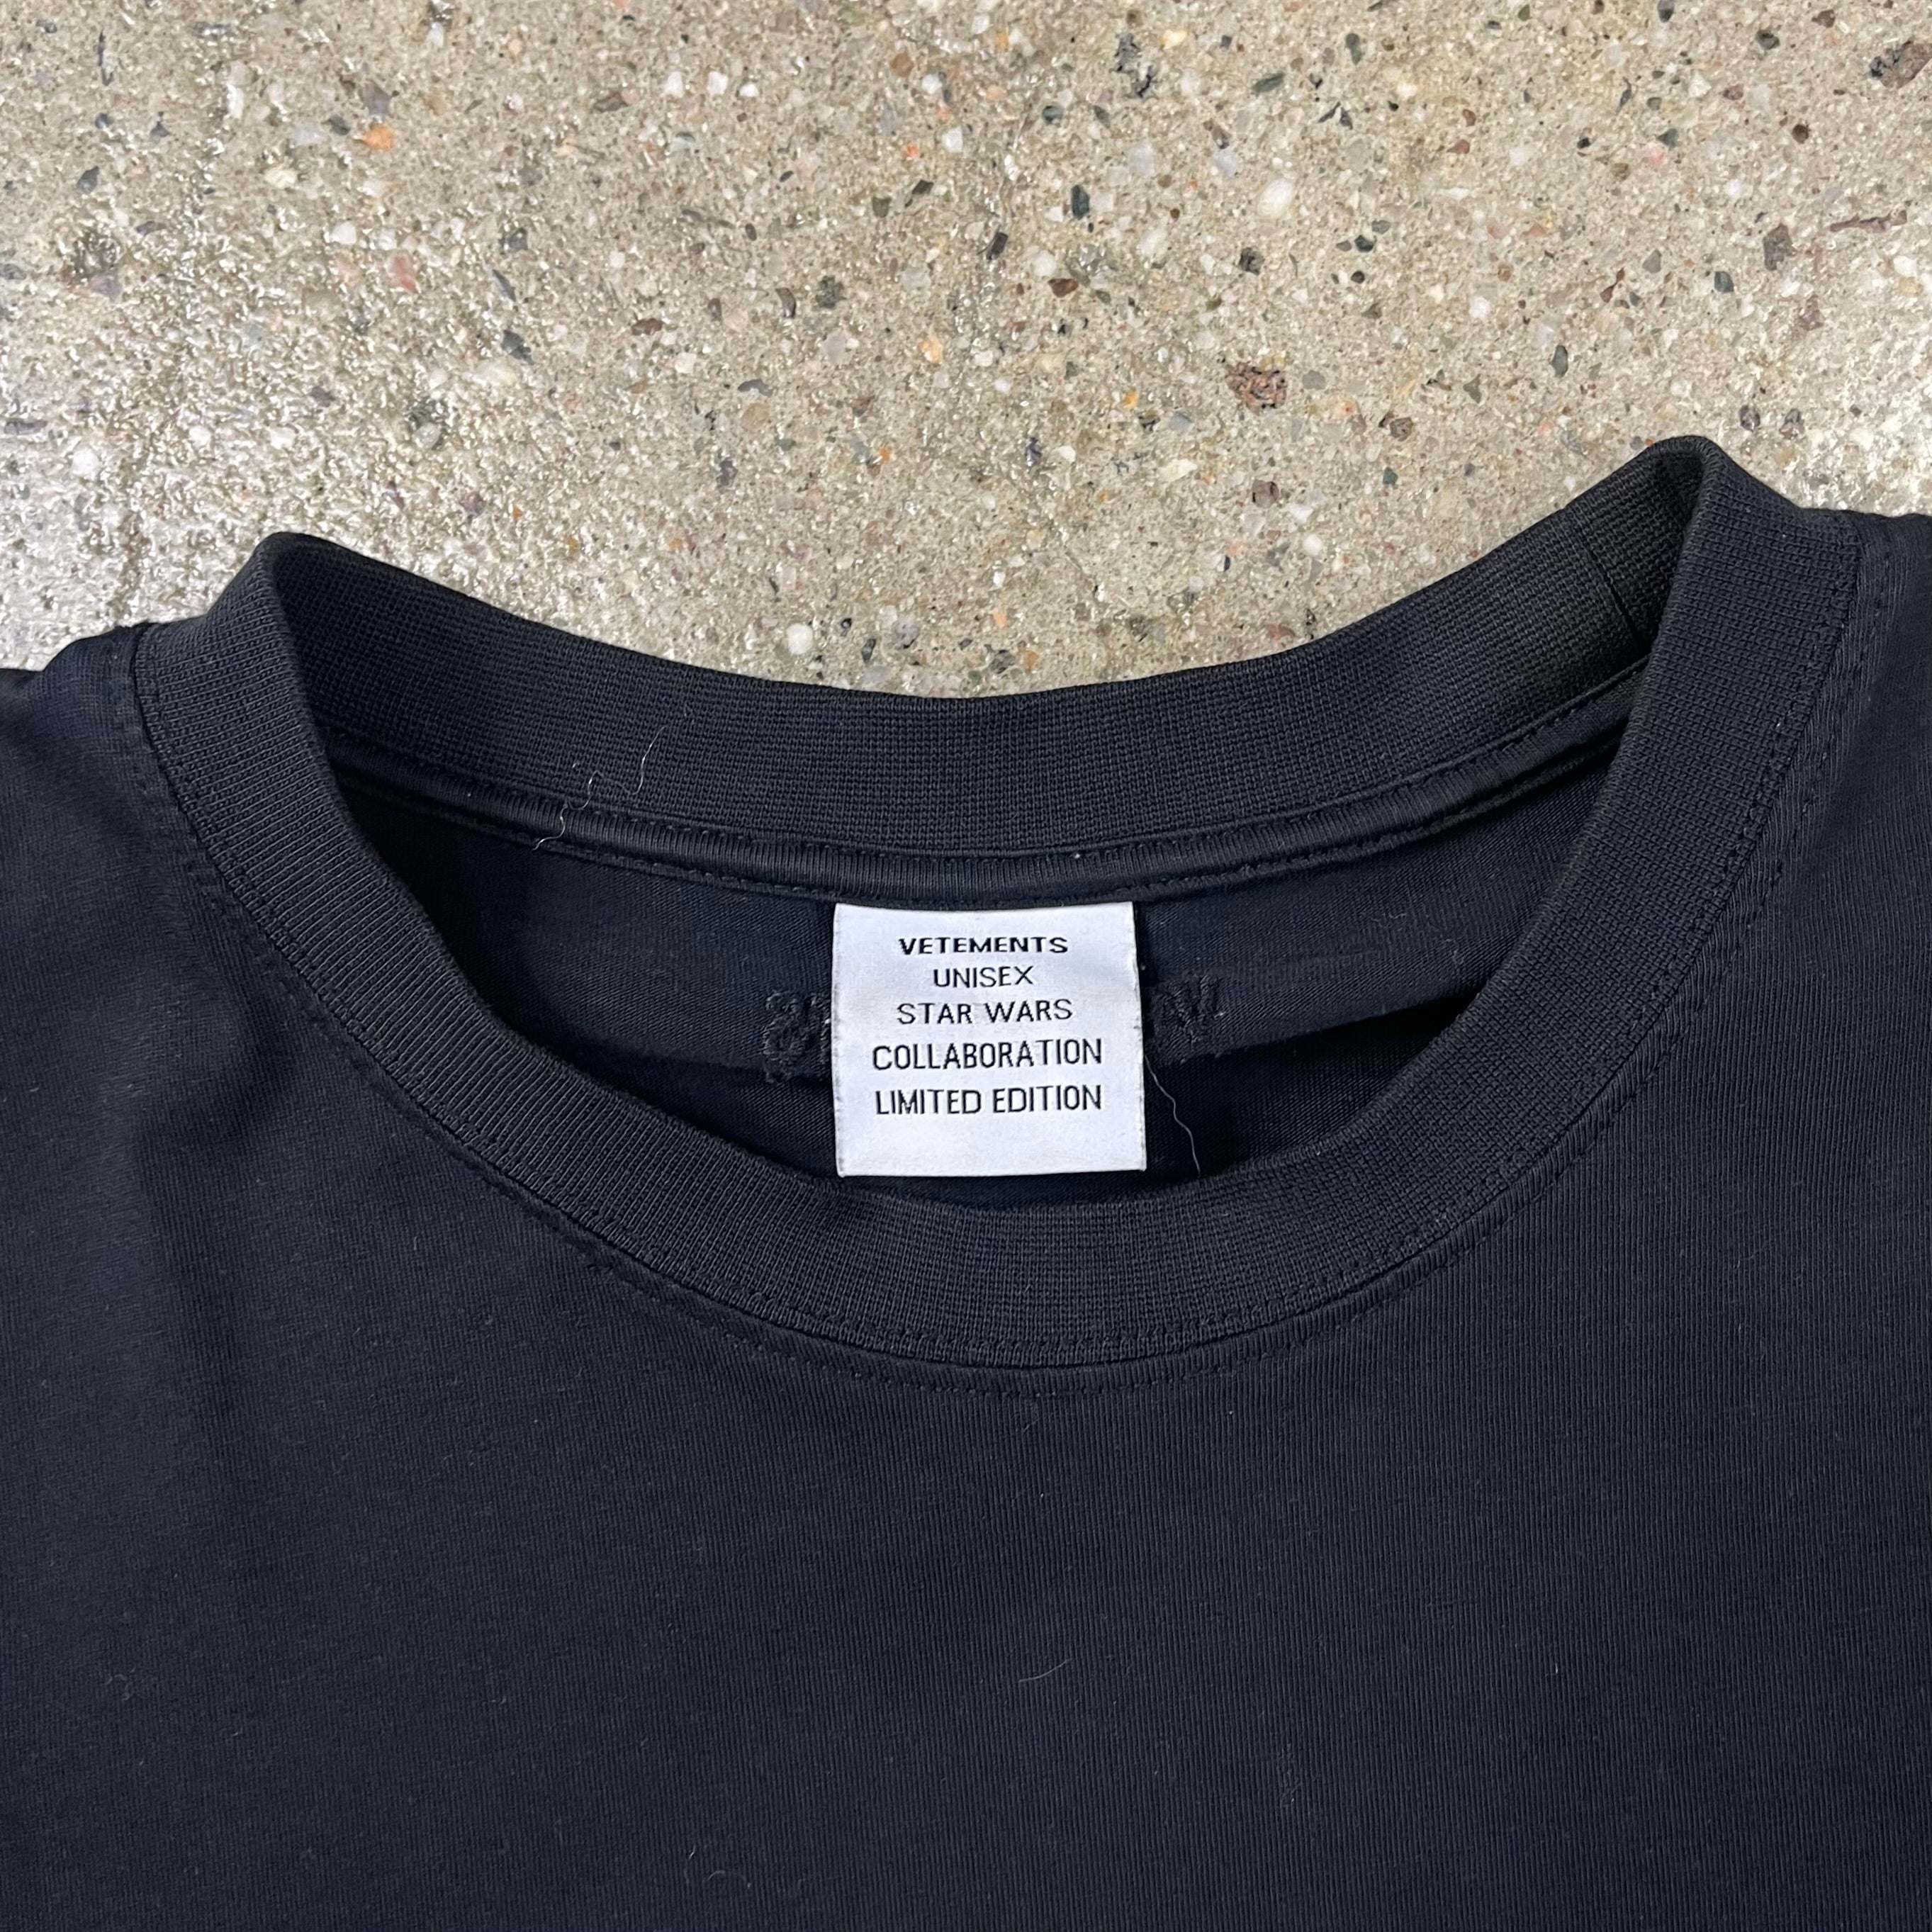 VETEMENTS
UNISEX
STAR WARS
COLLABORATION
LIMITED EDITION